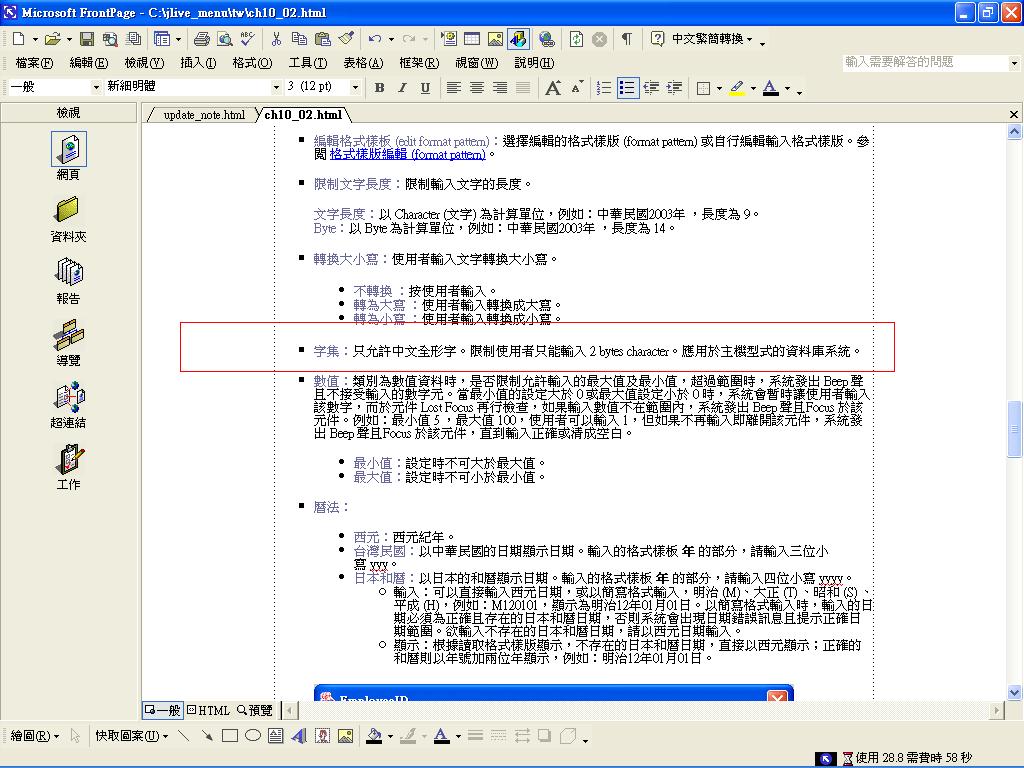 Microsoft FrontPage - C:\jlive_menu\tw\ch10_02.html
中文繁簡轉換
檔案(F) 編輯(E) 檢視(V) 插入(I) 格式(O) 工具(T) 表格(A) 框架(R) 視窗(W) 說明(H) 輸入需要解答的問題
一般 新細明體 3 (12 pt) B I U A A A
檢視 update_note.html ch10_02.html
網頁
資料夾
報告
導覽
超連結
工作
編輯格式樣板 (edit format pattern)：選擇編輯的格式樣版 (format pattern) 或自行編輯輸入格式樣版。參
閱 格式樣版編輯 (format pattern)。
限制文字長度：限制輸入文字的長度。
文字長度：以 Character (文字) 為計算單位，例如：中華民國2003年 ，長度為 9。
Byte：以 Byte 為計算單位，例如：中華民國2003年 ，長度為 14。
轉換大小寫：使用者輸入文字轉換大小寫。
不轉換 ：按使用者輸入。
轉為大寫 ：使用者輸入轉換成大寫。
轉為小寫 ：使用者輸入轉換成小寫。
字集：只允許中文全形字。限制使用者只能輸入 2 bytes character。應用於主機型式的資料庫系統。
數值：類別為數值資料時，是否限制允許輸入的最大值及最小值，超過範圍時，系統發出 Beep 聲
且不接受輸入的數字元。當最小值的設定大於 0 或最大值設定小於 0 時，系統會暫時讓使用者輸入
該數字，而於元件 Lost Focus 再行檢查，如果輸入數值不在範圍內，系統發出 Beep 聲且Focus 於該
元件。例如：最小值 5 ，最大值 100，使用者可以輸入 1，但如果不再輸入即離開該元件，系統發
出 Beep 聲且Focus 於該元件，直到輸入正確或清成空白。
最小值：設定時不可大於最大值。
最大值：設定時不可小於最小值。
曆法：
西元：西元紀年。
台灣民國：以中華民國的日期顯示日期。輸入的格式樣板 年 的部分，請輸入三位小
寫 yyy。
日本和曆：以日本的和曆顯示日期。輸入的格式樣板 年 的部分，請輸入四位小寫 yyyy。
輸入：可以直接輸入西元日期，或以簡寫格式輸入，明治 (M)、大正 (T) 、昭和 (S) 、
平成 (H)，例如：M120101，顯示為明治12年01月01日。以簡寫格式輸入時，輸入的日
期必須為正確且存在的日本和曆日期，否則系統會出現日期錯誤訊息且提示正確日
期範圍。欲輸入不存在的日本和曆日期，請以西元日期輸入。
顯示：根據讀取格式樣版顯示，不存在的日本和曆日期，直接以西元顯示；正確的
和曆則以年號加兩位年顯示，例如：明治12年01月01日。
EmployeeID
一般 HTML 預覽
繪圖(R) 快取圖案(U) A
使用 28.8 需費時 58 秒